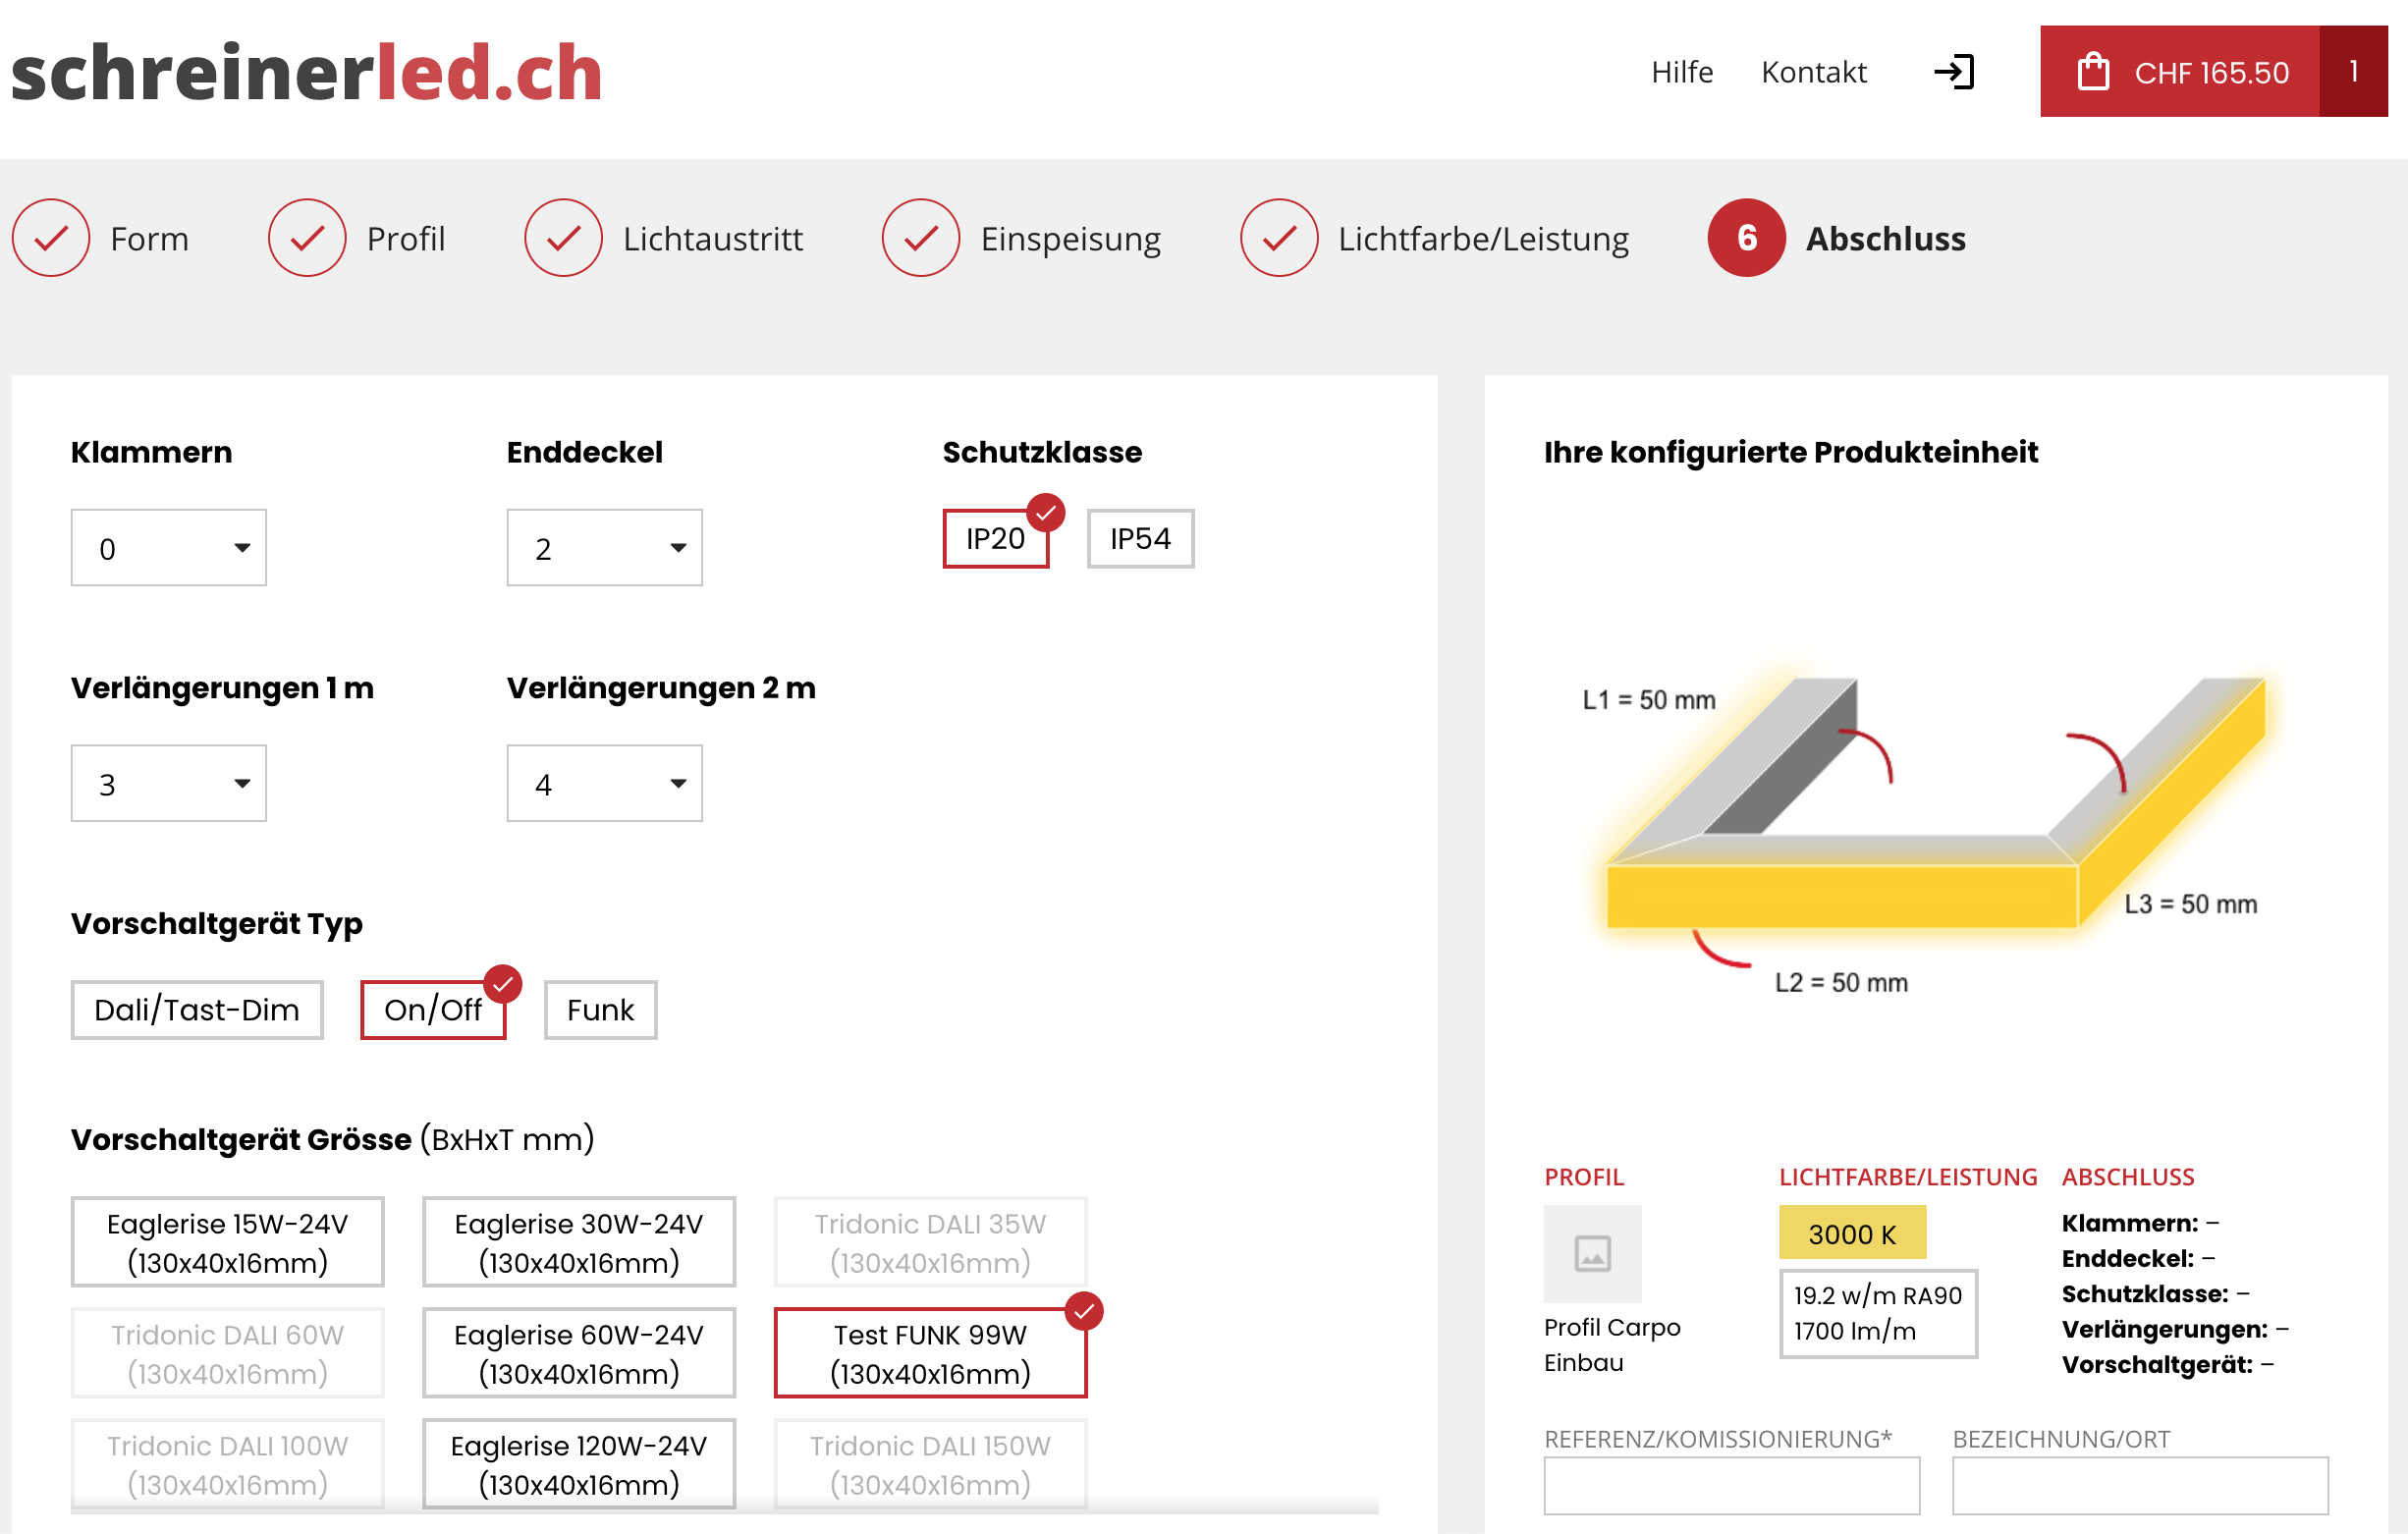 schreinerled.ch
Hilfe
Kontakt
CHF 165.50
1
Form
Profil
Lichtaustritt
Einspeisung
Lichtfarbe/Leistung
6
Abschluss
Klammern
Enddeckel
Schutzklasse
0
2
IP20
IP54
Verlängerungen 1 m
Verlängerungen 2 m
3
4
Vorschaltgerät Typ
Dali/Tast-Dim
On/Off
Funk
Vorschaltgerät Grösse (BxHxT mm)
Eaglerise 15W-24V
(130x40x16mm)
Eaglerise 30W-24V
(130x40x16mm)
Tridonic DALI 35W
(130x40x16mm)
Tridonic DALI 60W
(130x40x16mm)
Eaglerise 60W-24V
(130x40x16mm)
Test FUNK 99W
(130x40x16mm)
Tridonic DALI 100W
(130x40x16mm)
Eaglerise 120W-24V
(130x40x16mm)
Tridonic DALI 150W
(130x40x16mm)
Ihre konfigurierte Produkteinheit
L1 = 50 mm
L3 = 50 mm
L2 = 50 mm
PROFIL
Profil Carpo
Einbau
LICHTFARBE/LEISTUNG
3000 K
19.2 w/m RA90
1700 lm/m
ABSCHLUSS
Klammern: –
Enddeckel: –
Schutzklasse: –
Verlängerungen: –
Vorschaltgerät: –
REFERENZ/KOMISSIONIERUNG*
BEZEICHNUNG/ORT